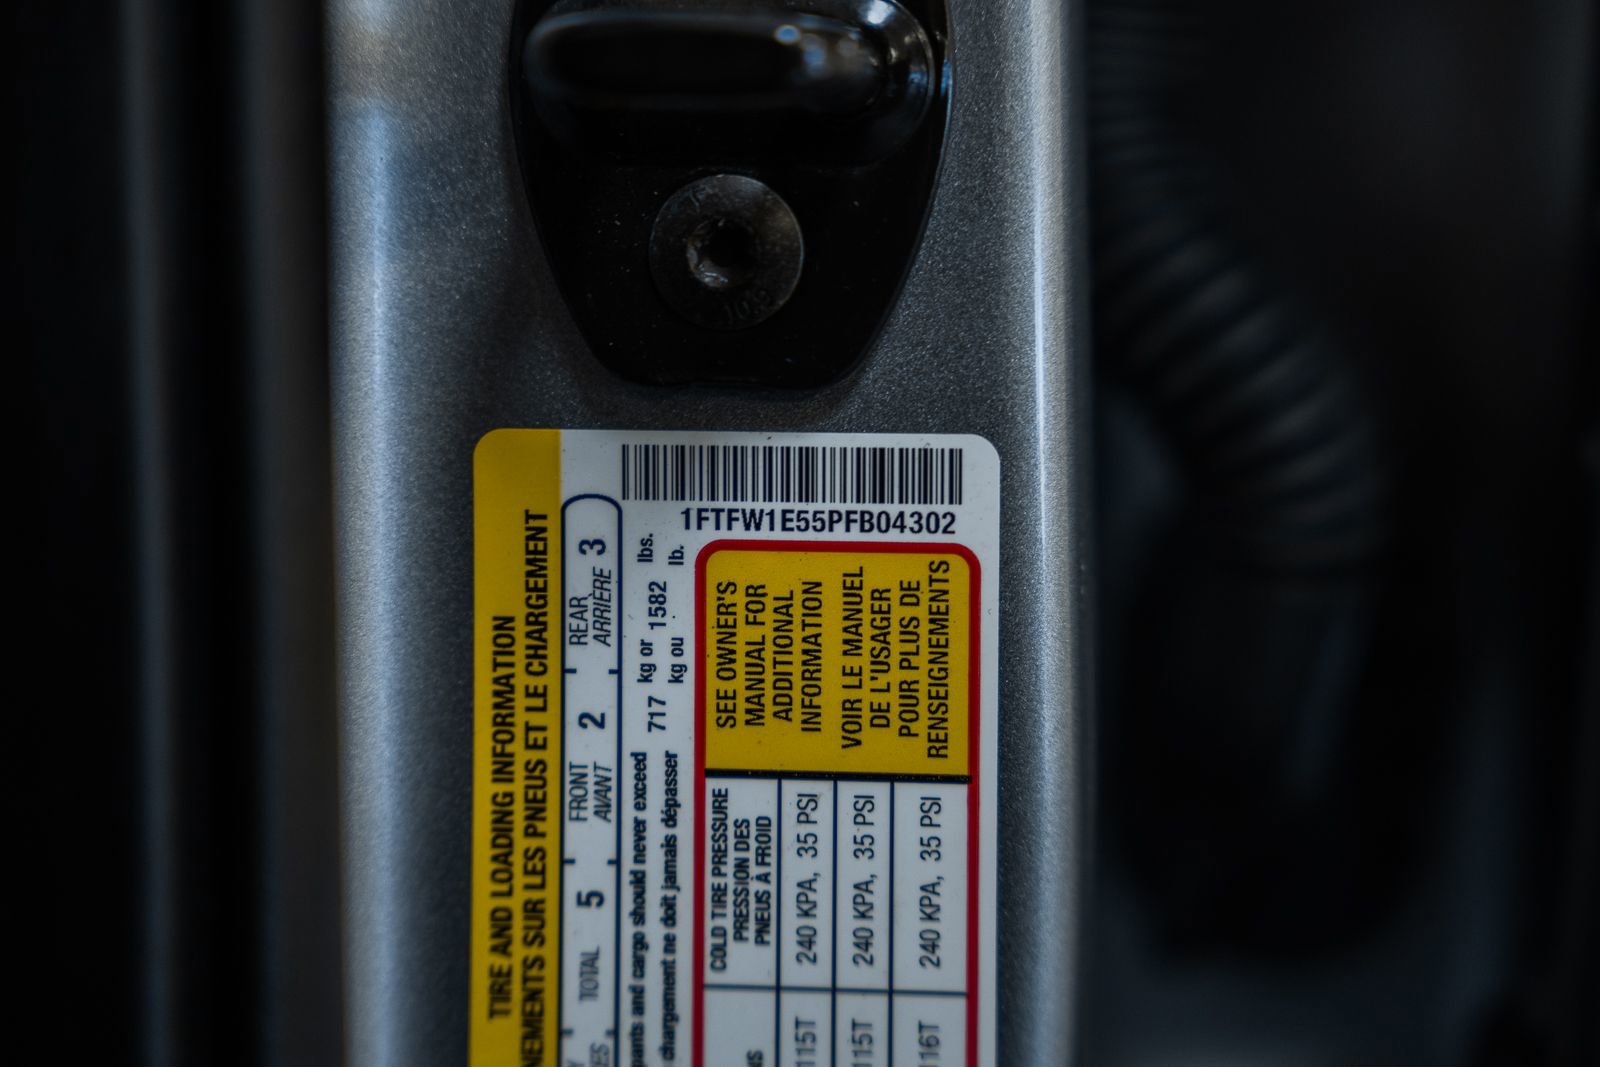 1FTFW1E55PFB04302
TIRE AND LOADING INFORMATION
NEMENTS SUR LES PNEUS ET LE CHARGEMENT
TOTAL 5
FRONT
AVANT 2
REAR
ARRIÈRE 3
pants and cargo should never exceed
chargement ne doit jamais dépasser
717
kg or
kg ou
1582
lbs.
lb.
COLD TIRE PRESSURE
PRESSION DES
PNEUS À FROID
115T 240 KPA, 35 PSI
115T 240 KPA, 35 PSI
116T 240 KPA, 35 PSI
SEE OWNER'S
MANUAL FOR
ADDITIONAL
INFORMATION
VOIR LE MANUEL
DE L'USAGER
POUR PLUS DE
RENSEIGNEMENTS